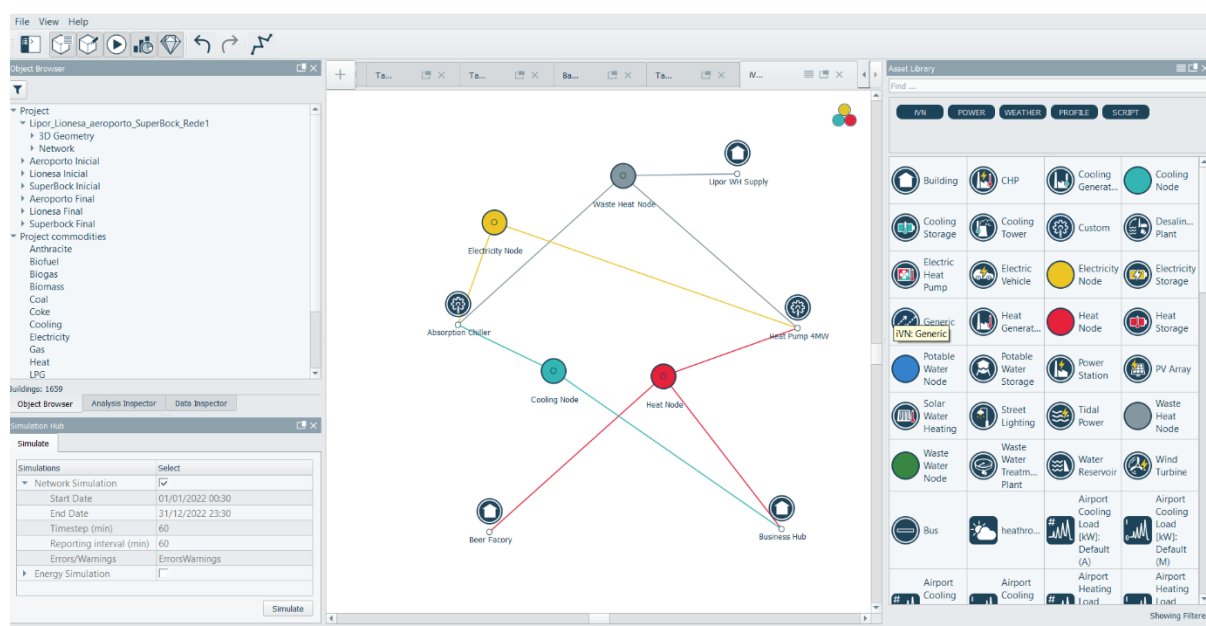 File View Help
Object Browser
Project
Lipor_Lionesa_aeroporto_SuperBock_Rede1
3D Geometry
Network
Aeroporto Inicial
Lionesa Inicial
SuperBock Inicial
Aeroporto Final
Lionesa Final
Superbock Final
Project commodities
Anthracite
Biofuel
Biogas
Biomass
Coal
Coke
Cooling
Electricity
Gas
Heat
LPG
Buildings: 1659
Object Browser Analysis Inspector Data Inspector
Simulation Hub
Simulate
Simulations Select
Network Simulation
Start Date 01/01/2022 00:30
End Date 31/12/2022 23:30
Timestep (min) 60
Reporting interval (min) 60
Errors/Warnings ErrorsWarnings
Energy Simulation
Simulate
Ta... Ta... Ba... Ta... iV...
Lipor WH Supply
Waste Heat Node
Electricity Node
Absorption Chiller
Heat Pump 4MW
Cooling Node
Heat Node
Beer Facory
Business Hub
Asset Library
Find ...
iVN POWER WEATHER PROFILE SCRIPT
Building
CHP
Cooling
Generat...
Cooling
Node
Cooling
Storage
Cooling
Tower
Custom
Desalin...
Plant
Electric
Heat
Pump
Electric
Vehicle
Electricity
Node
Electricity
Storage
Generic
iVN: Generic
Heat
Generat...
Heat
Node
Heat
Storage
Potable
Water
Node
Potable
Water
Storage
Power
Station
PV Array
Solar
Water
Heating
Street
Lighting
Tidal
Power
Waste
Heat
Node
Waste
Water
Node
Waste
Water
Treatm...
Plant
Water
Reservoir
Wind
Turbine
Bus
heathro...
Airport
Cooling
Load
[kW]:
Default
(A)
Airport
Cooling
Load
[kW]:
Default
(M)
Airport
Cooling
Airport
Cooling
Airport
Heating
Load
Airport
Heating
Load
Showing Filtere